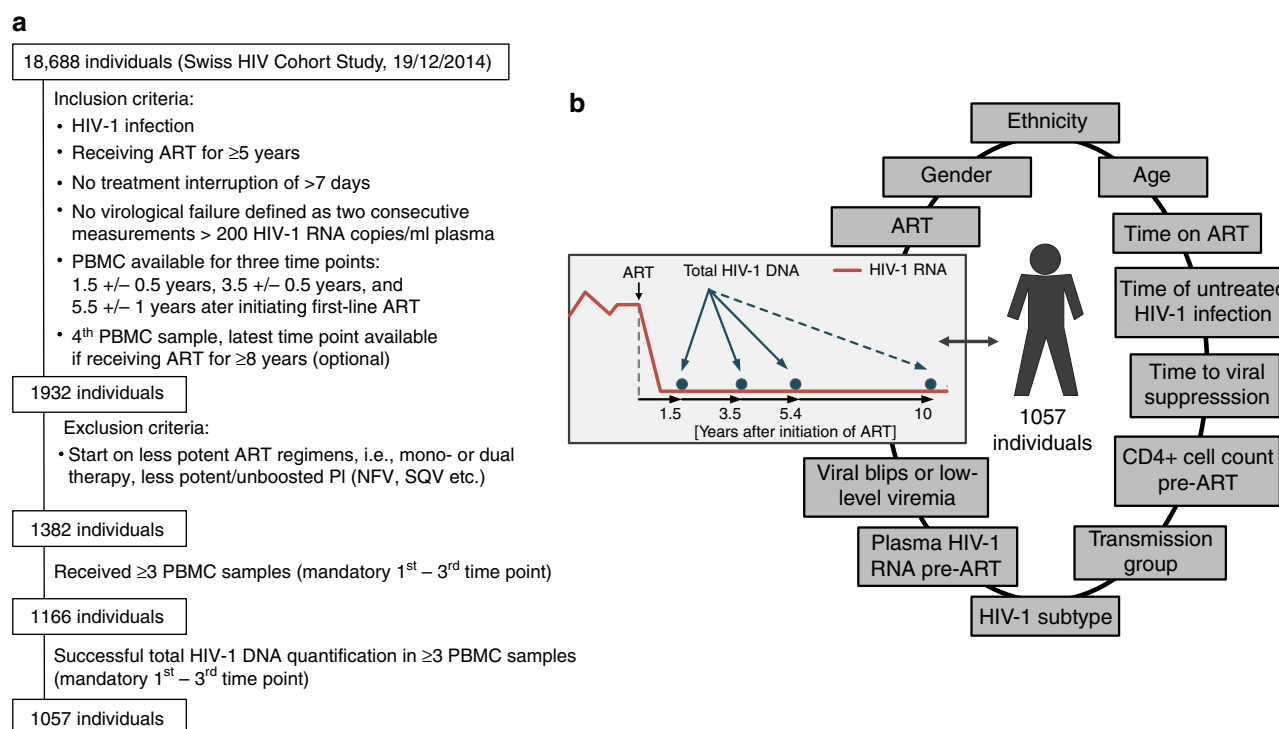 a
18,688 individuals (Swiss HIV Cohort Study, 19/12/2014)
Inclusion criteria:
• HIV-1 infection
• Receiving ART for ≥5 years
• No treatment interruption of >7 days
• No virological failure defined as two consecutive
measurements > 200 HIV-1 RNA copies/ml plasma
• PBMC available for three time points:
1.5 +/– 0.5 years, 3.5 +/– 0.5 years, and
5.5 +/– 1 years ater initiating first-line ART
• 4th PBMC sample, latest time point available
if receiving ART for ≥8 years (optional)
1932 individuals
Exclusion criteria:
• Start on less potent ART regimens, i.e., mono- or dual
therapy, less potent/unboosted PI (NFV, SQV etc.)
1382 individuals
Received ≥3 PBMC samples (mandatory 1st – 3rd time point)
1166 individuals
Successful total HIV-1 DNA quantification in ≥3 PBMC samples
(mandatory 1st – 3rd time point)
1057 individuals
b
Ethnicity
Gender
Age
ART
Time on ART
ART
Total HIV-1 DNA
HIV-1 RNA
1.5
3.5
5.4
10
[Years after initiation of ART]
1057
individuals
Time of untreated
HIV-1 infection
Time to viral
suppresssion
CD4+ cell count
pre-ART
Viral blips or low-
level viremia
Plasma HIV-1
RNA pre-ART
Transmission
group
HIV-1 subtype